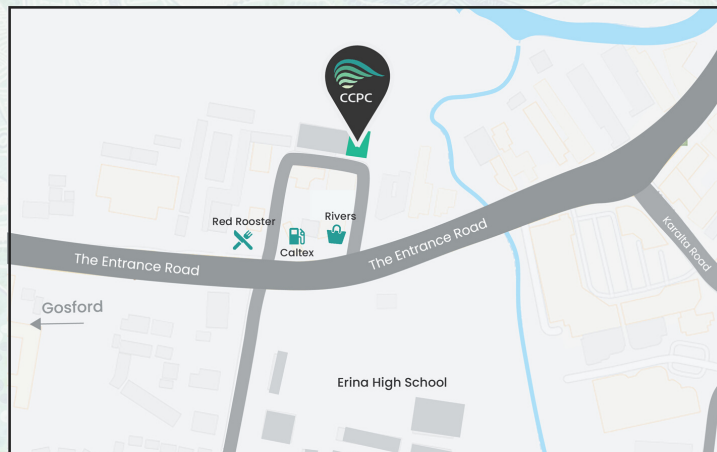 CCPC
Red Rooster
Rivers
Caltex
The Entrance Road
The Entrance Road
Karalta Road
Gosford
Erina High School